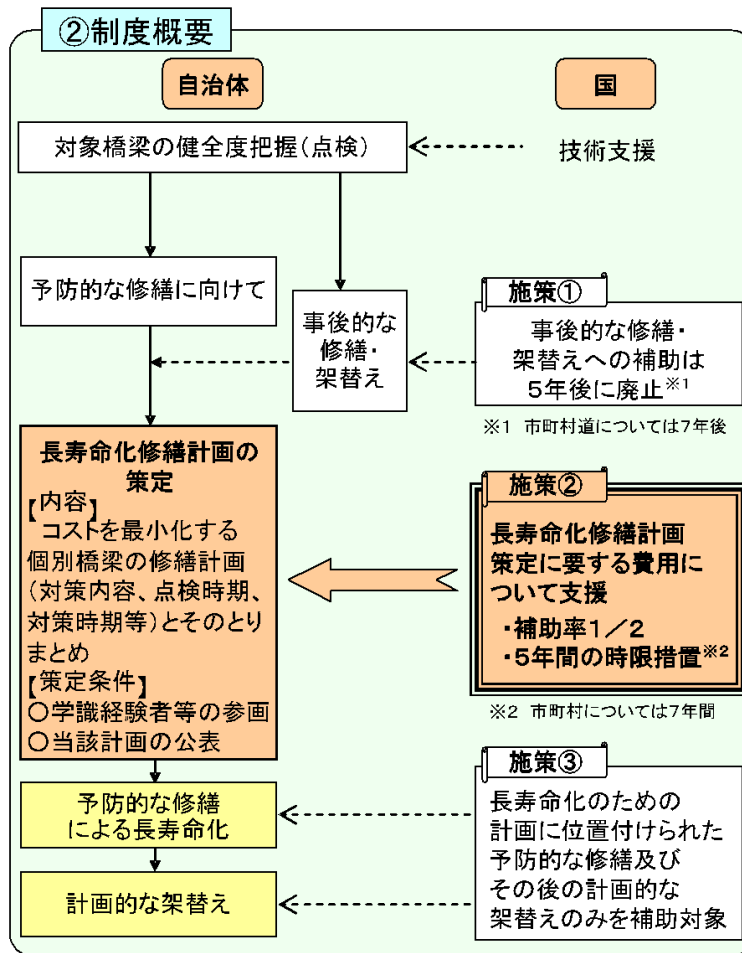 ②制度概要
自治体
国
対象橋梁の健全度把握（点検）
技術支援
予防的な修繕に向けて
事後的な
修繕・
架替え
施策①
事後的な修繕・
架替えへの補助は
5年後に廃止※1
※1 市町村道については7年後
長寿命化修繕計画の
策定
【内容】
コストを最小化する
個別橋梁の修繕計画
（対策内容、点検時期、
対策時期等）とそのとり
まとめ
【策定条件】
○学識経験者等の参画
○当該計画の公表
施策②
長寿命化修繕計画
策定に要する費用に
ついて支援
・補助率1／2
・5年間の時限措置※2
※2 市町村については7年間
予防的な修繕
による長寿命化
計画的な架替え
施策③
長寿命化のための
計画に位置付けられた
予防的な修繕及び
その後の計画的な
架替えのみを補助対象